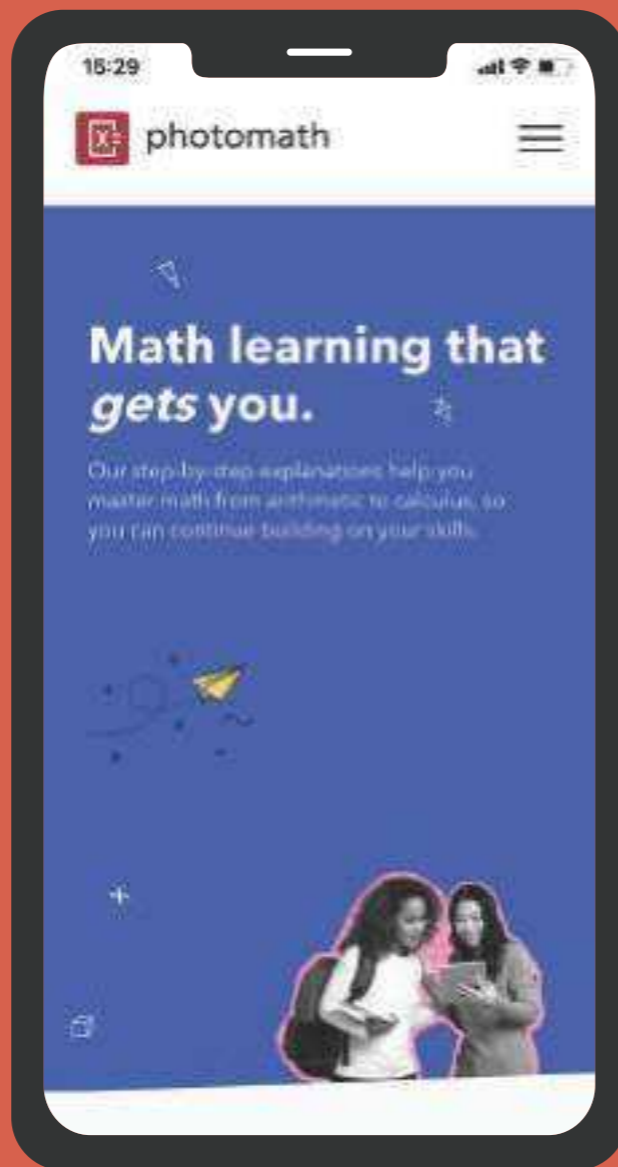 15:29
photomath
Math learning that
gets you.
Our step-by-step explanations help you
master math from arithmetic to calculus, so
you can continue building on your skills.